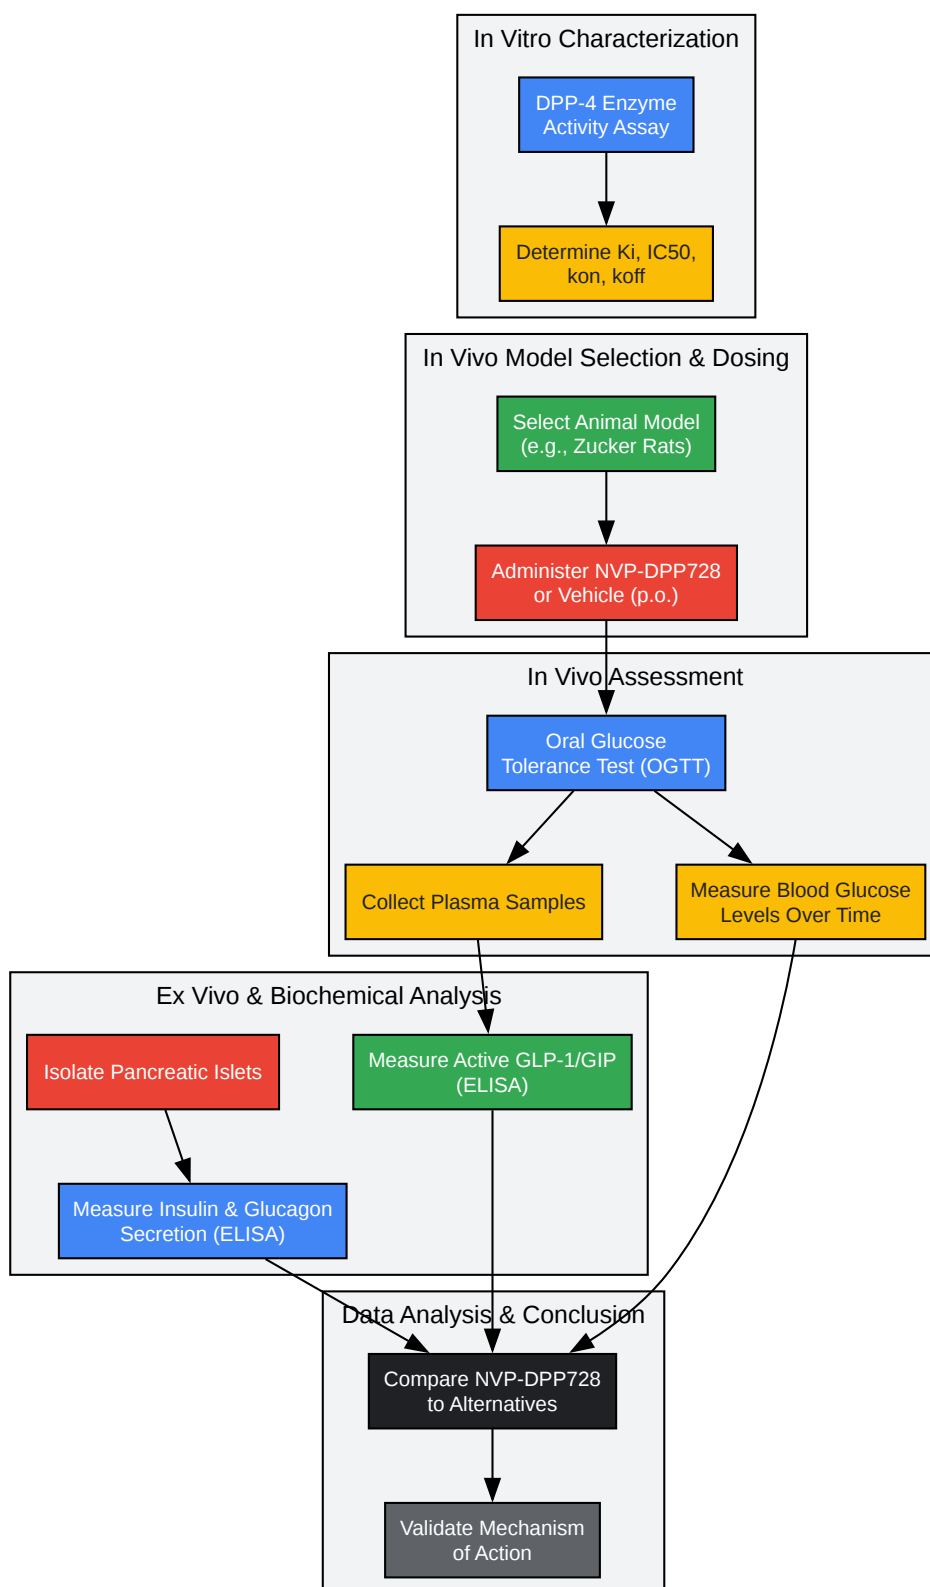 In Vitro Characterization
DPP-4 Enzyme
Activity Assay
Determine Ki, IC50,
kon, koff
In Vivo Model Selection & Dosing
Select Animal Model
(e.g., Zucker Rats)
Administer NVP-DPP728
or Vehicle (p.o.)
In Vivo Assessment
Oral Glucose
Tolerance Test (OGTT)
Collect Plasma Samples
Measure Blood Glucose
Levels Over Time
Ex Vivo & Biochemical Analysis
Isolate Pancreatic Islets
Measure Active GLP-1/GIP
(ELISA)
Measure Insulin & Glucagon
Secretion (ELISA)
Data Analysis & Conclusion
Compare NVP-DPP728
to Alternatives
Validate Mechanism
of Action